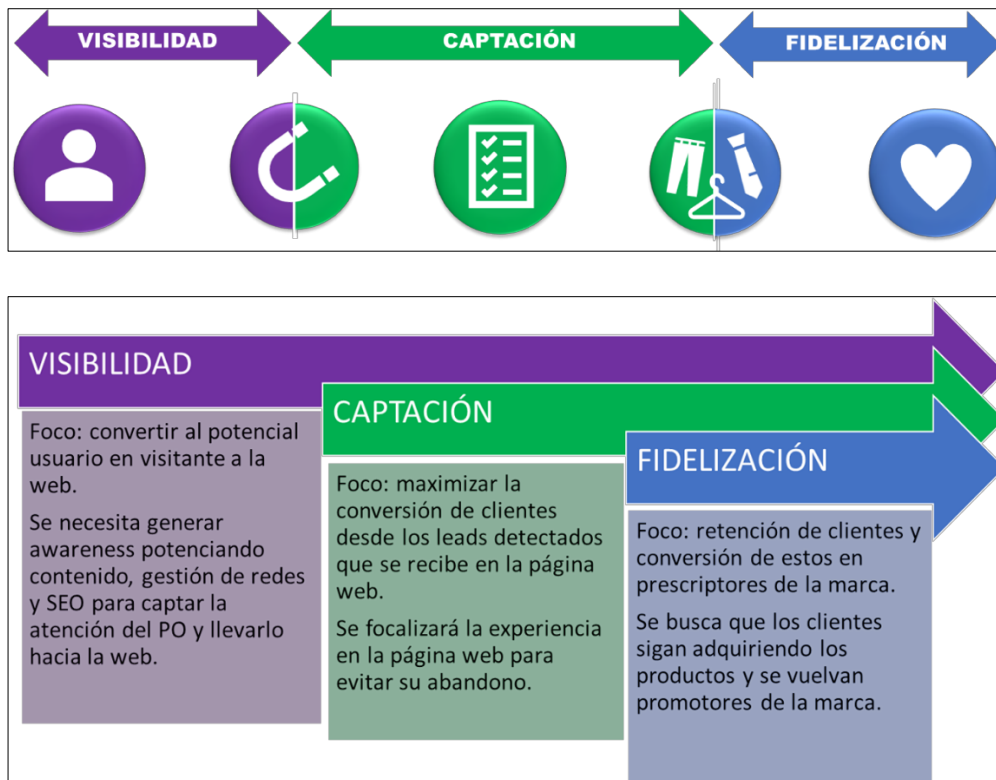 VISIBILIDAD
CAPTACIÓN
FIDELIZACIÓN
VISIBILIDAD
Foco: convertir al potencial
usuario en visitante a la
web.
Se necesita generar
awareness potenciando
contenido, gestión de redes
y SEO para captar la
atención del PO y llevarlo
hacia la web.
CAPTACIÓN
Foco: maximizar la
conversión de clientes
desde los leads detectados
que se recibe en la página
web.
Se focalizará la experiencia
en la página web para
evitar su abandono.
FIDELIZACIÓN
Foco: retención de clientes y
conversión de estos en
prescriptores de la marca.
Se busca que los clientes
sigan adquiriendo los
productos y se vuelvan
promotores de la marca.